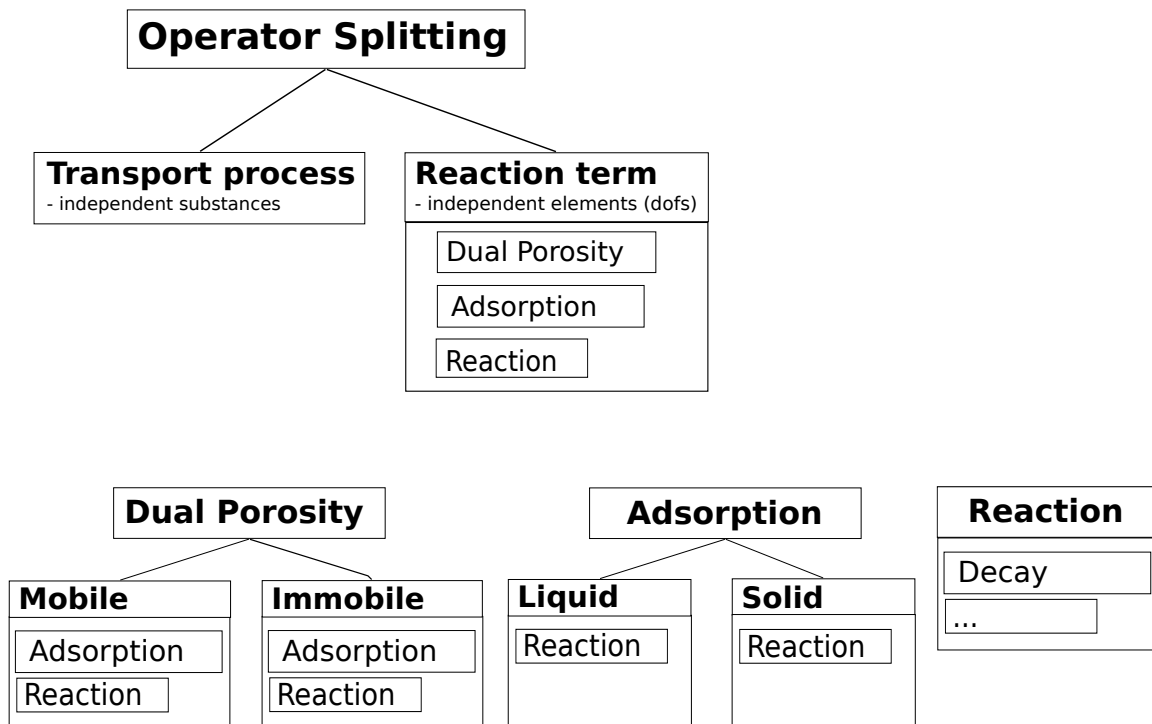 Operator Splitting
Transport process
- independent substances
Reaction term
- independent elements (dofs)
Dual Porosity
Adsorption
Reaction
Dual Porosity
Mobile
Adsorption
Reaction
Immobile
Adsorption
Reaction
Adsorption
Liquid
Reaction
Solid
Reaction
Reaction
Decay
...